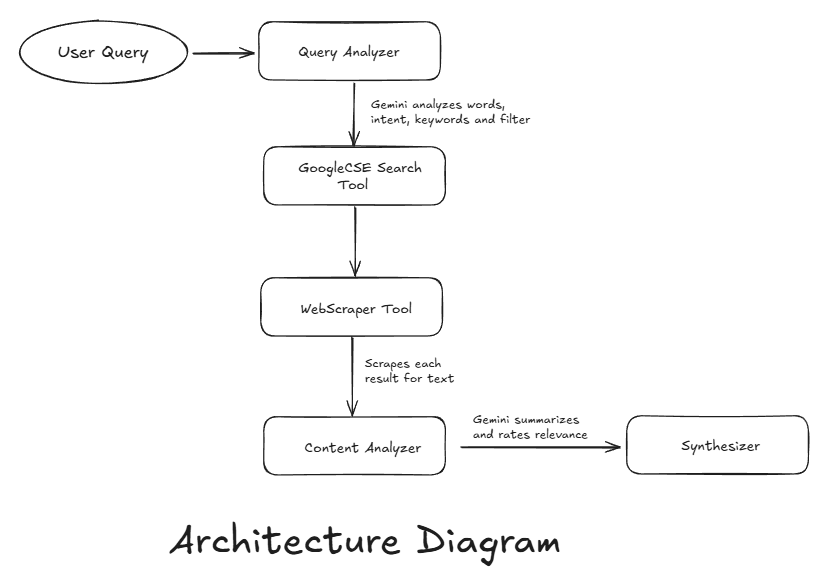 User Query
Query Analyzer
Gemini analyzes words,
intent, keywords and filter
GoogleCSE Search
Tool
WebScraper Tool
Scrapes each
result for text
Content Analyzer
Gemini summarizes
and rates relevance
Synthesizer
Architecture Diagram